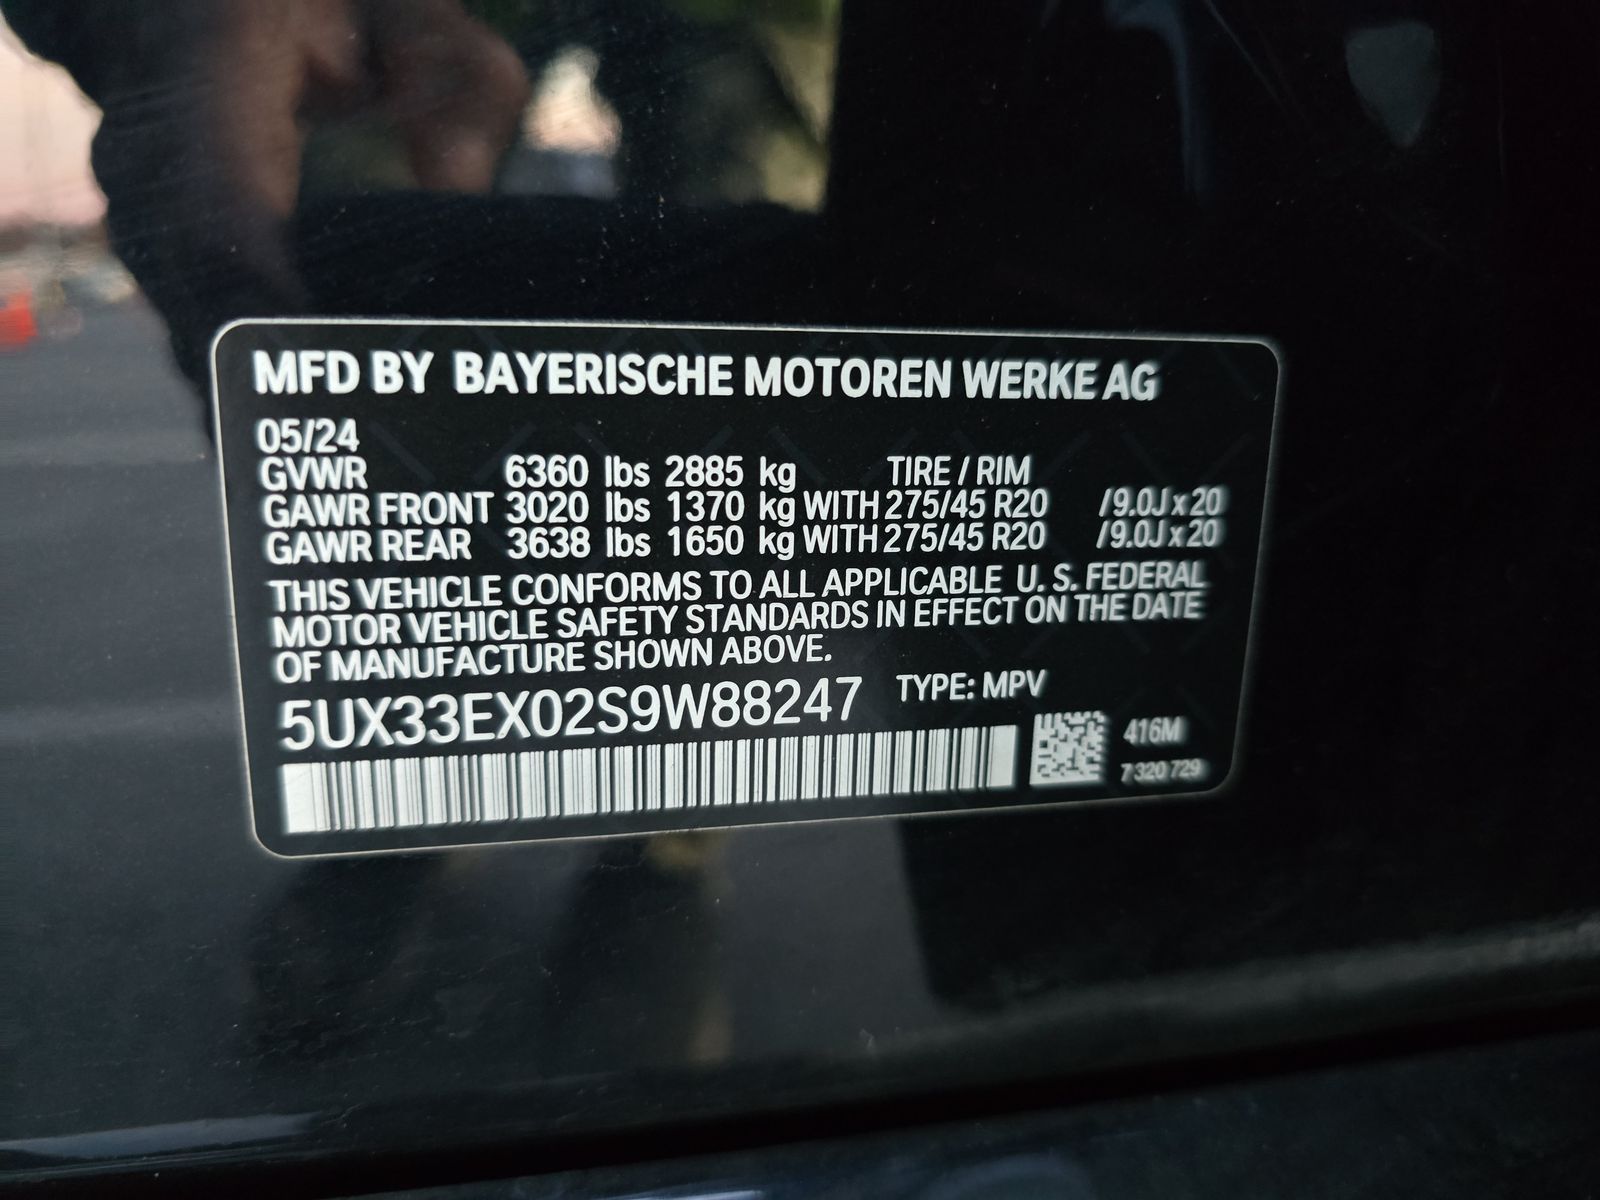 MFD BY BAYERISCHE MOTOREN WERKE AG
05/24
GVWR 6360 lbs 2885 kg TIRE / RIM
GAWR FRONT 3020 lbs 1370 kg WITH 275/45 R20 /9.0J x 20
GAWR REAR 3638 lbs 1650 kg WITH 275/45 R20 /9.0J x 20
THIS VEHICLE CONFORMS TO ALL APPLICABLE U. S. FEDERAL
MOTOR VEHICLE SAFETY STANDARDS IN EFFECT ON THE DATE
OF MANUFACTURE SHOWN ABOVE.
5UX33EX02S9W88247 TYPE: MPV
416M
7 320 729